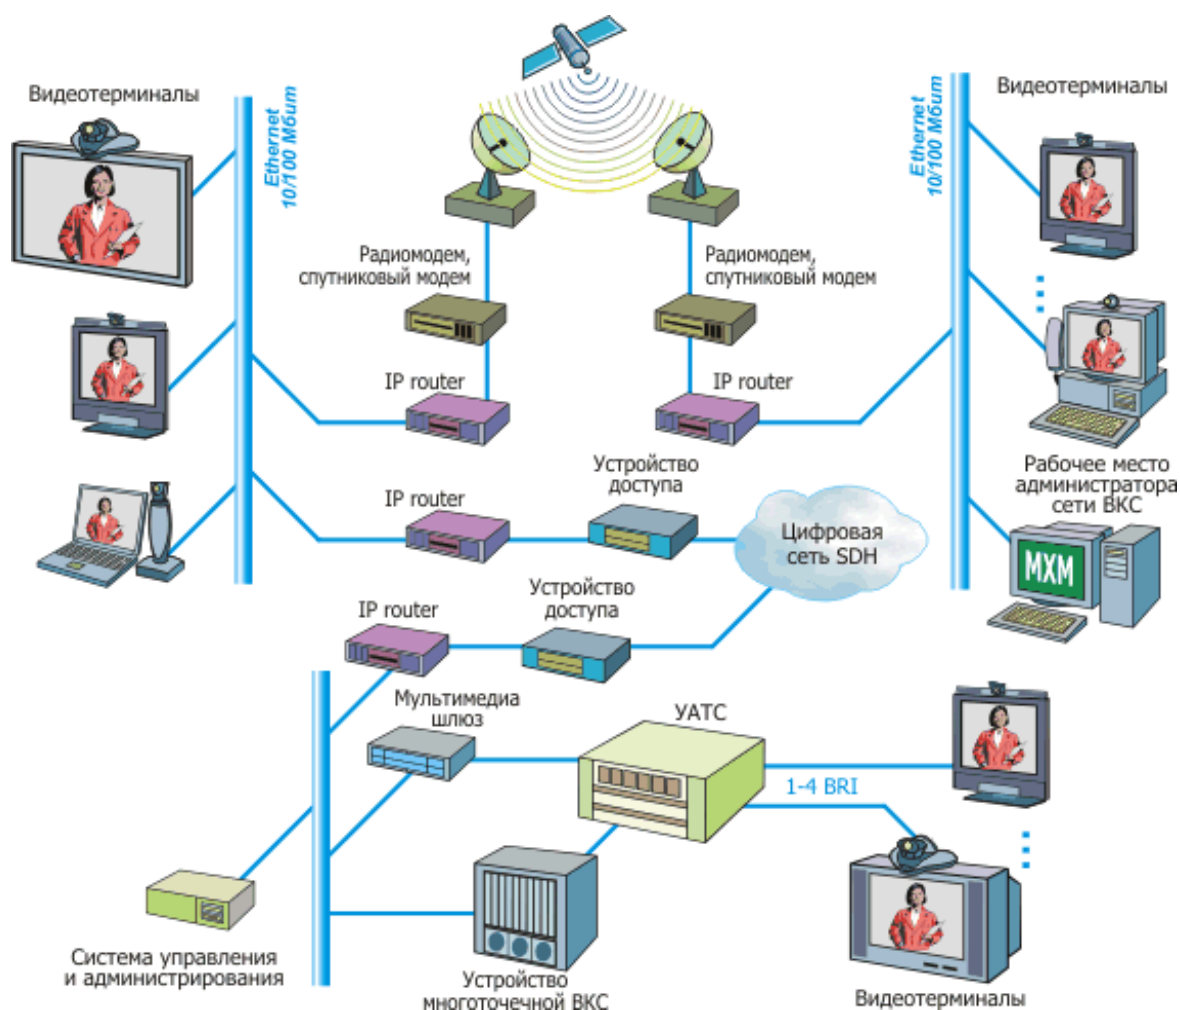 Видеотерминалы
Ethernet
10/100 Мбит
Ethernet
10/100 Мбит
Видеотерминалы
Радиомодем,
спутниковый модем
Радиомодем,
спутниковый модем
IP router
IP router
Рабочее место
администратора
сети ВКС
IP router
Устройство
доступа
Цифровая
сеть SDH
MXM
IP router
Устройство
доступа
Мультимедиа
шлюз
УАТС
1-4 BRI
Система управления
и администрирования
Устройство
многоточечной ВКС
Видеотерминалы